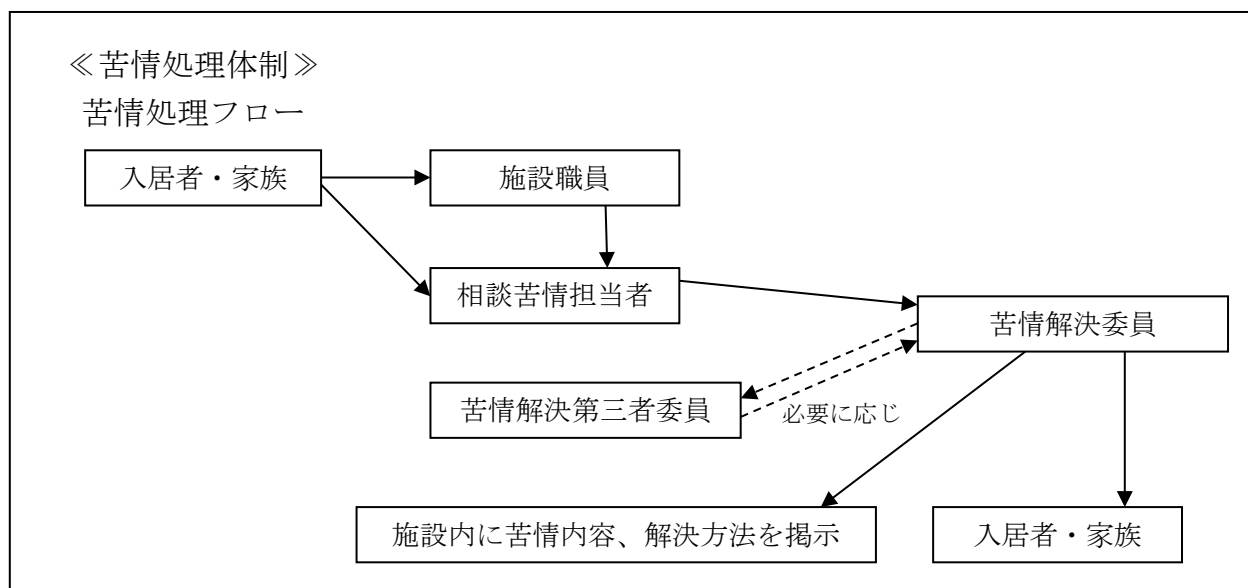 ≪苦情処理体制≫
苦情処理フロー
入居者・家族
施設職員
相談苦情担当者
苦情解決委員
苦情解決第三者委員
必要に応じ
施設内に苦情内容、解決方法を掲示
入居者・家族